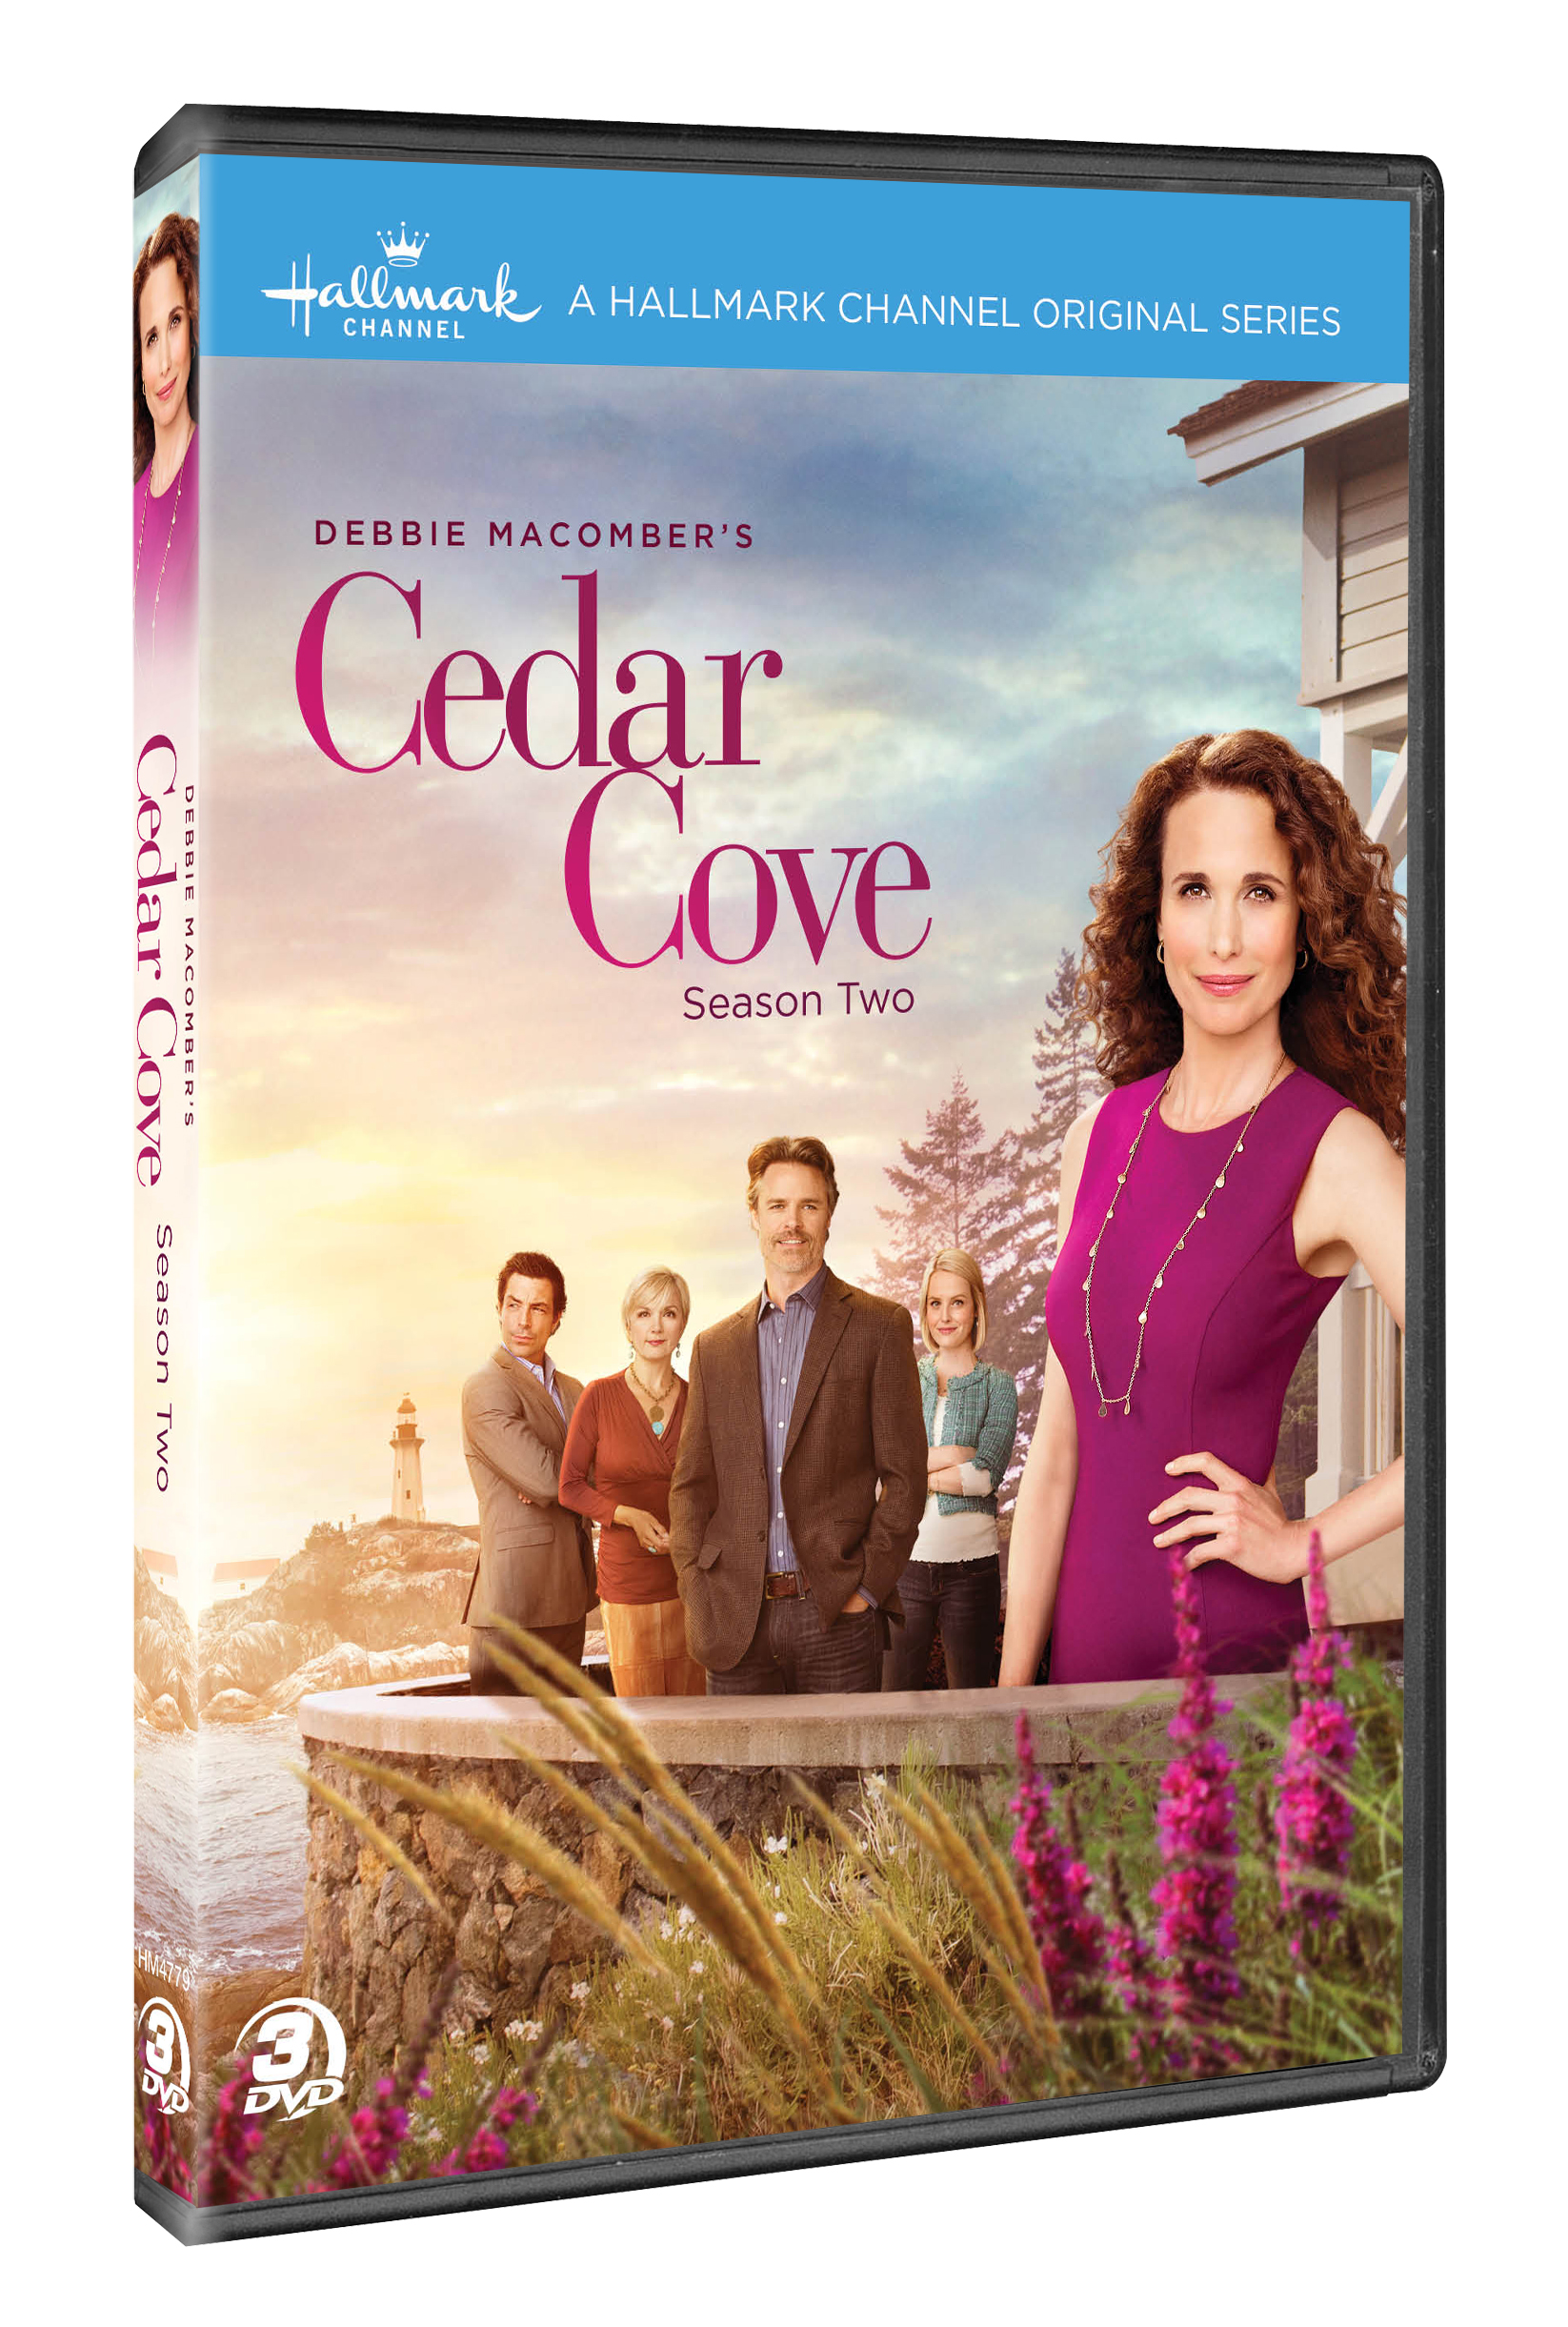 Hallmark
CHANNEL
A HALLMARK CHANNEL ORIGINAL SERIES
DEBBIE MACOMBER'S
Cedar
Cove
Season Two
3
DVD
DEBBIE MACOMBER'S
Cedar Cove Season Two
HM4779
3
DVD